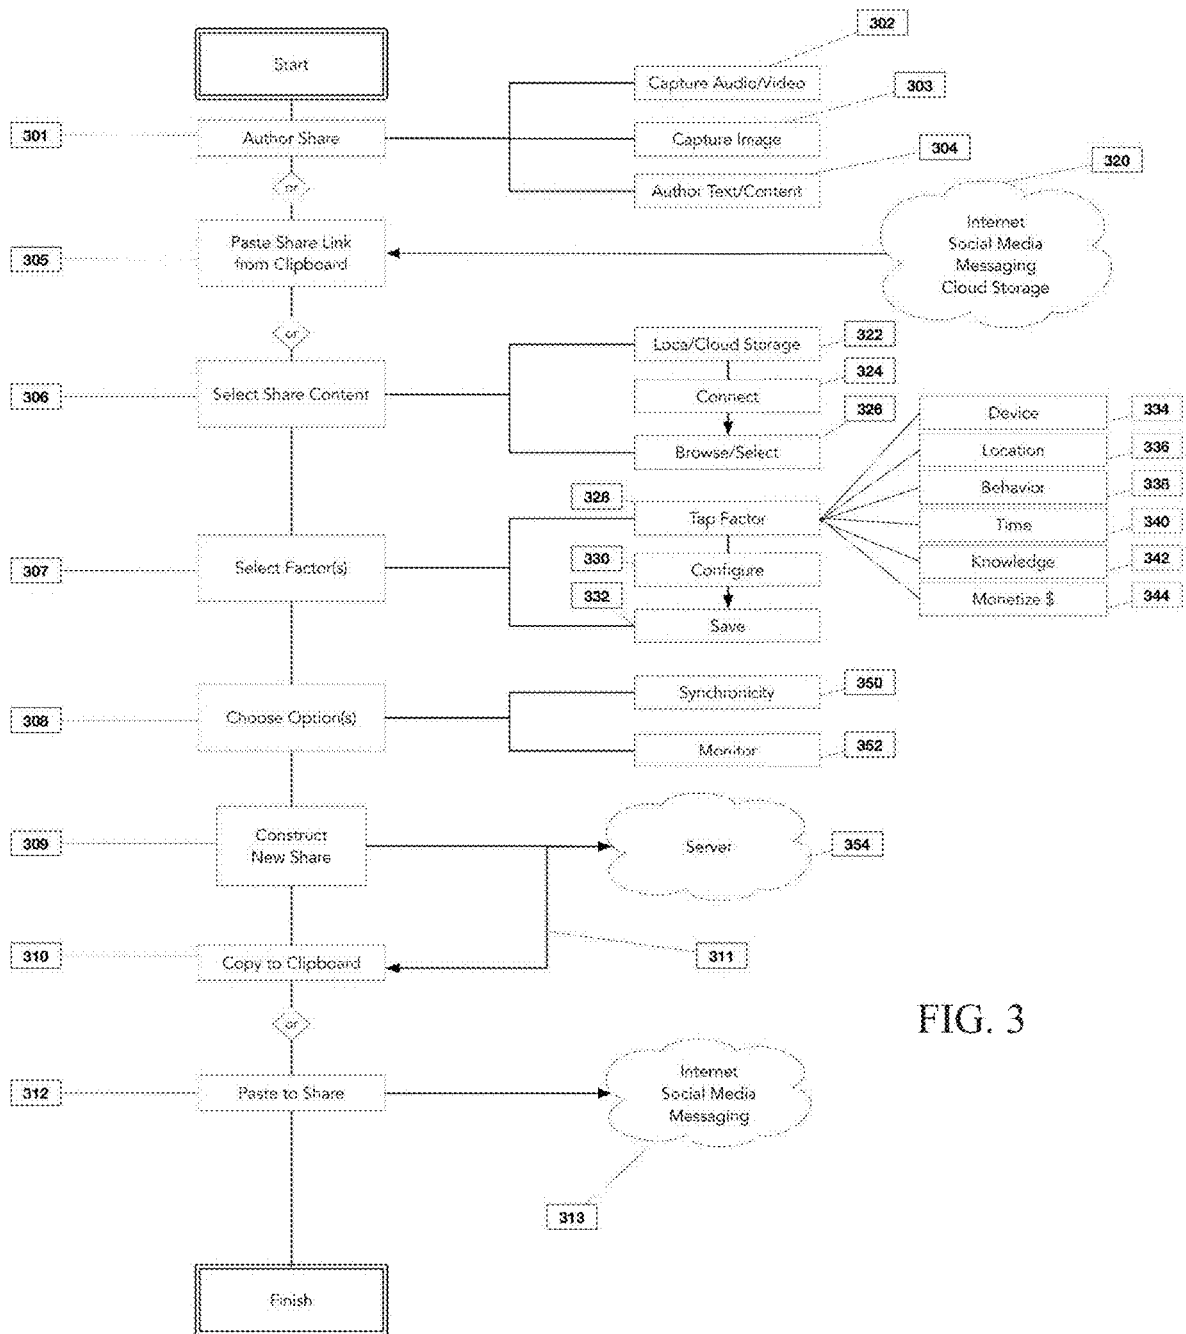 302
Start
Capture Audio/Video
303
301
Author Share
Capture Image
304
320
or
Author Text/Content
305
Paste Share Link
from Clipboard
Internet
Social Media
Messaging
Cloud Storage
or
Loca/Cloud Storage
322
306
Select Share Content
324
Connect
326
Browse/Select
Device
334
Location
336
328
Behavior
338
Tap Factor
Time
340
307
Select Factor(s)
330
Configure
Knowledge
342
332
Monetize $
344
Save
308
Choose Option(s)
Synchronicity
350
Monitor
352
309
Construct
New Share
Server
354
310
Copy to Clipboard
311
or
FIG. 3
312
Paste to Share
Internet
Social Media
Messaging
313
Finish